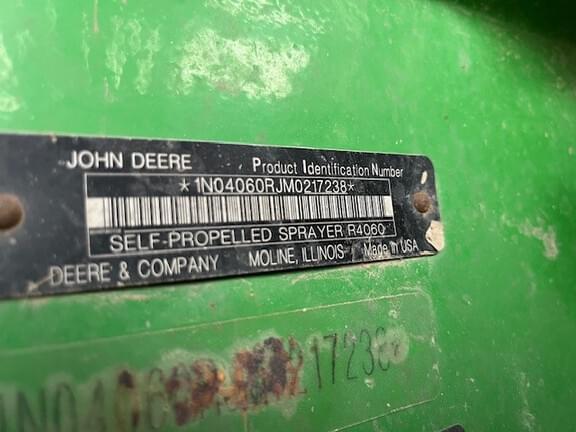 JOHN DEERE Product Identification Number
*1N04060RJM0217238*
SELF-PROPELLED SPRAYER R4060
DEERE & COMPANY MOLINE, ILLINOIS Made in USA